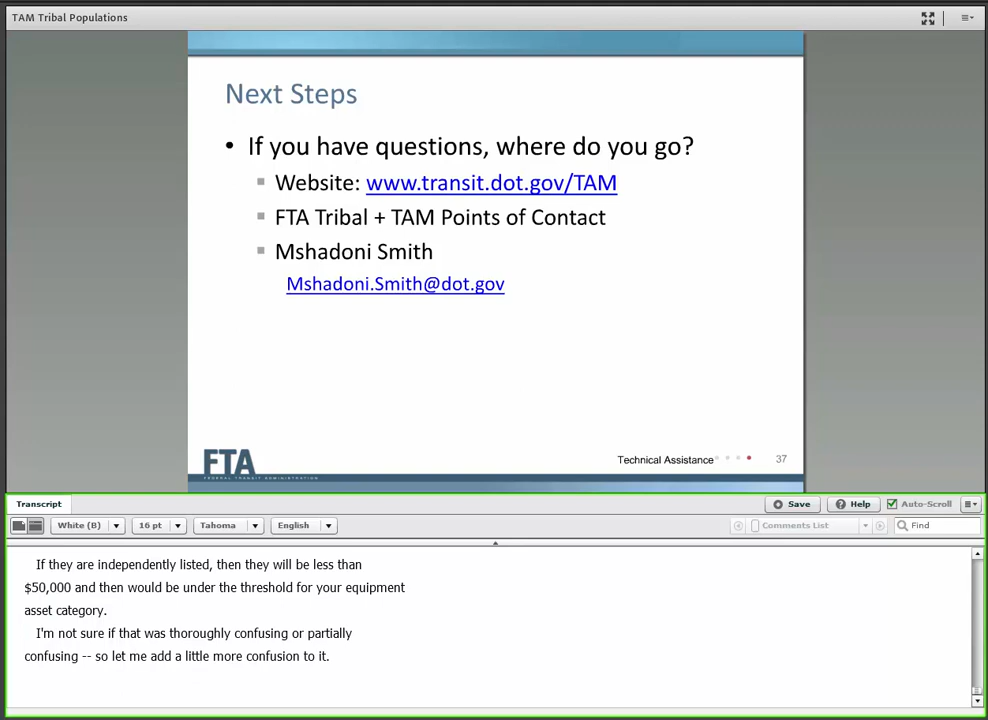 TAM Tribal Populations
Next Steps
• If you have questions, where do you go?
Website: www.transit.dot.gov/TAM
FTA Tribal + TAM Points of Contact
Mshadoni Smith
Mshadoni.Smith@dot.gov
FTA
FEDERAL TRANSIT ADMINISTRATION
Technical Assistance
37
Transcript
Save
Help
Auto-Scroll
White (B)
16 pt
Tahoma
English
Comments List
Find
If they are independently listed, then they will be less than
$50,000 and then would be under the threshold for your equipment
asset category.
I'm not sure if that was thoroughly confusing or partially
confusing -- so let me add a little more confusion to it.